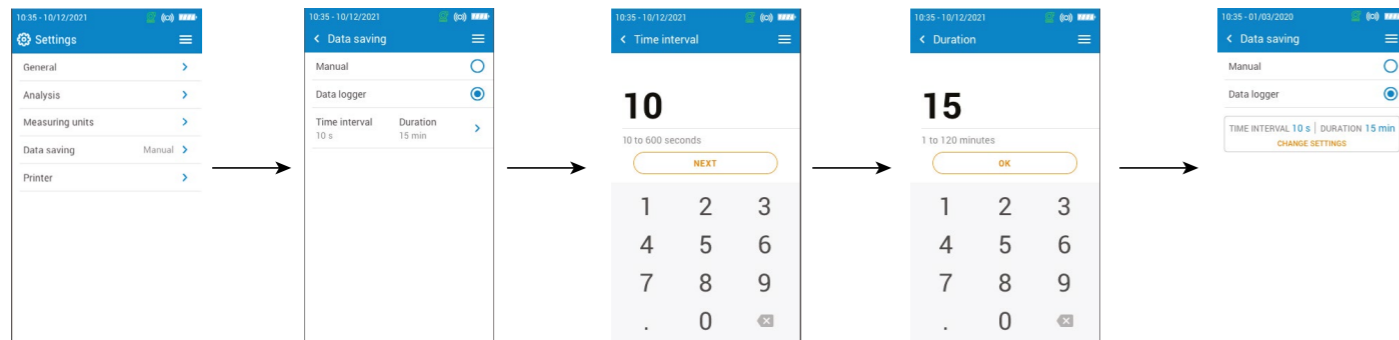 10:35 - 10/12/2021
Settings
General
Analysis
Measuring units
Data saving Manual
Printer
10:35 - 10/12/2021
Data saving
Manual
Data logger
Time interval Duration
10 s 15 min
10:35 - 10/12/2021
Time interval
10
10 to 600 seconds
NEXT
1 2 3
4 5 6
7 8 9
. 0
10:35 - 10/12/2021
Duration
15
1 to 120 minutes
OK
1 2 3
4 5 6
7 8 9
. 0
10:35 - 01/03/2020
Data saving
Manual
Data logger
TIME INTERVAL 10 s | DURATION 15 min
CHANGE SETTINGS